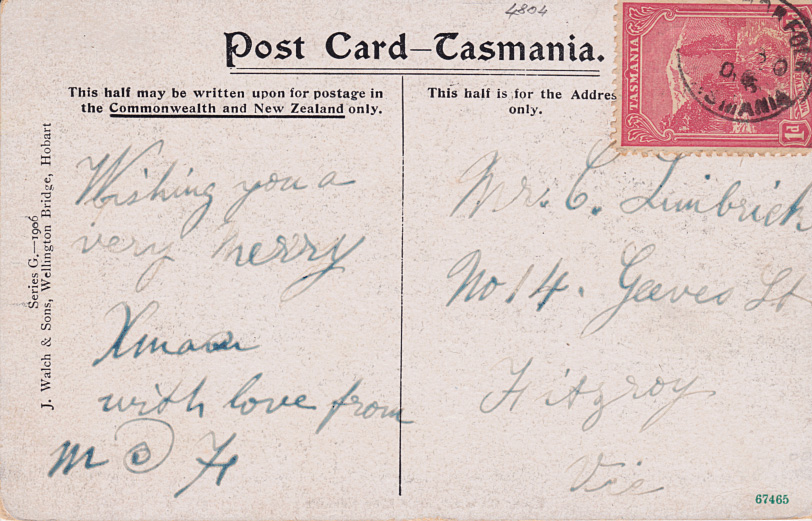 4804
Post Card–Tasmania.
This half may be written upon for postage in
the Commonwealth and New Zealand only.
This half is for the Addres
only.
TASMANIA
1d
SMANIA
Series G.—1906
J. Walch & Sons, Wellington Bridge, Hobart
Wishing you a
very merry
Xmas
with love from
M F
C. Limbrick
No 14. Geeves St
Fitzroy
Vic
67465